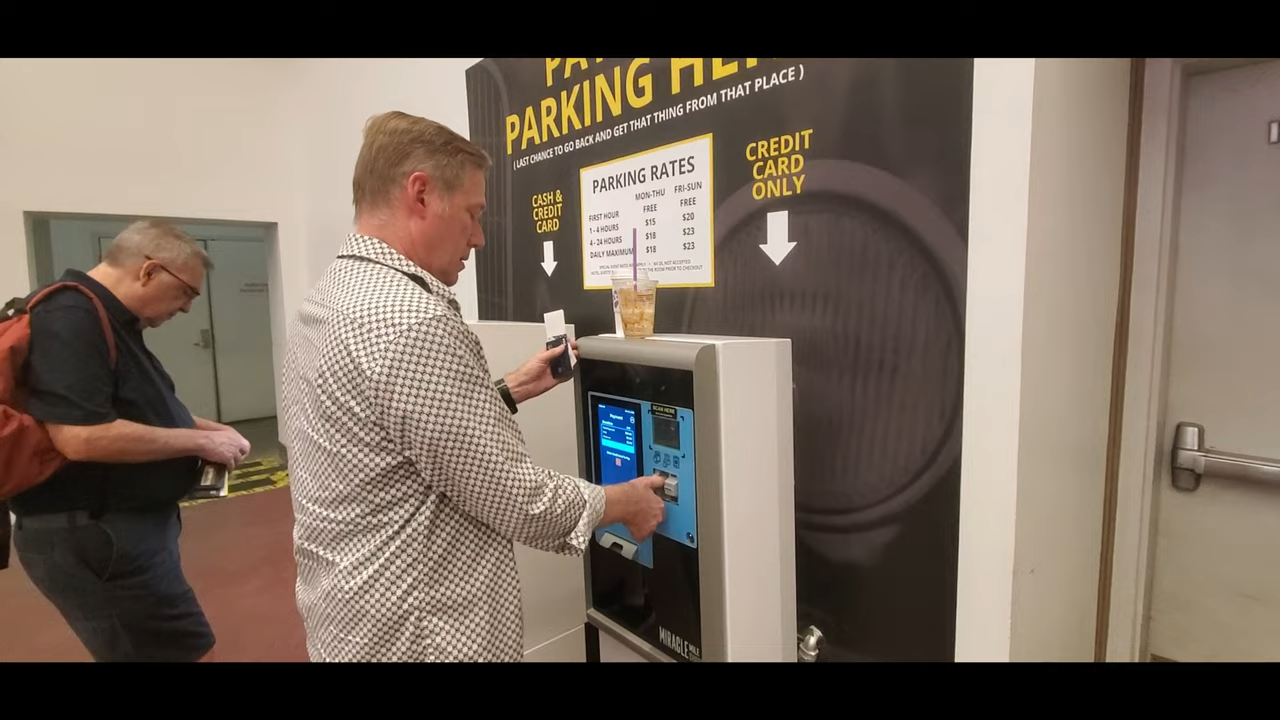 PARKING HERE
( LAST CHANCE TO GO BACK AND GET THAT THING FROM THAT PLACE )
CASH &
CREDIT
CARD
PARKING RATES
MON-THU FRI-SUN
FIRST HOUR FREE FREE
1 - 4 HOURS $15 $20
4 - 24 HOURS $18 $23
DAILY MAXIMUM $18 $23
CREDIT
CARD
ONLY
SCAN HERE
Payment
MIRACLE MILE